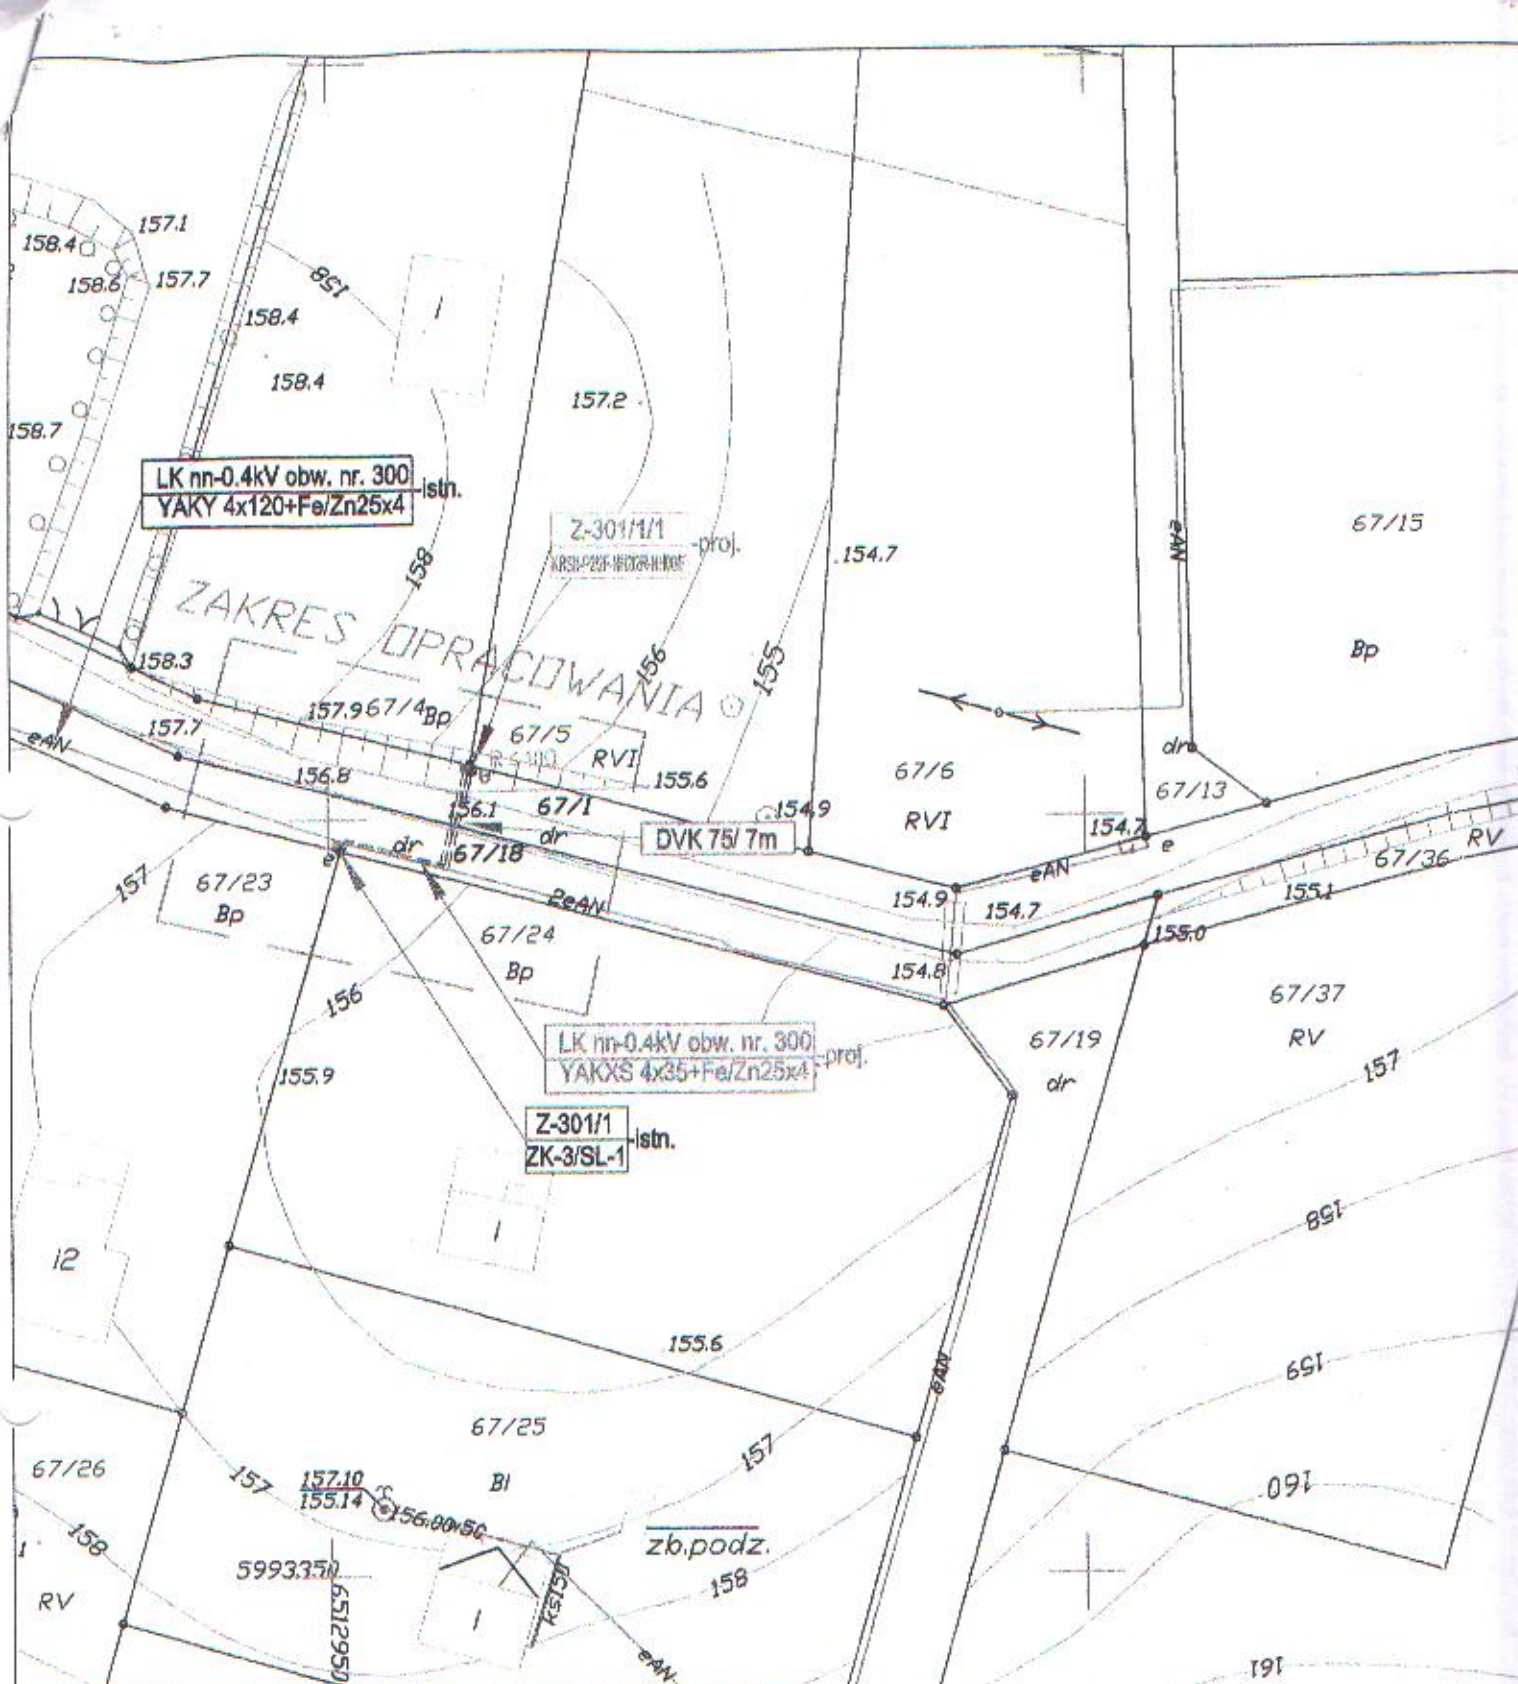 157.1
158.4
158.6
157.7
158
158.4
158.4
157.2
158.7
LK nn-0.4kV obw. nr. 300
YAKY 4x120+Fe/Zn25x4
-istn.
Z-301/1/1
-proj.
154.7
eAN
67/15
158
ZAKRES OPRACOWANIA
156
155
Bp
158.3
157.9
67/4
Bp
67/5
RVI
157.7
eAN
156.8
155.6
67/6
RVI
dr
67/13
156.1
67/1
dr
154.9
DVK 75/ 7m
154.7
e
dr
67/18
e
eAN
67/36
RV
157
67/23
Bp
2eAN
154.9
154.7
155.1
67/24
Bp
155.0
154.8
156
67/37
RV
LK nn-0.4kV obw. nr. 300
YAKXS 4x35+Fe/Zn25x4
-proj.
67/19
dr
157
155.9
Z-301/1
ZK-3/SL-1
-istn.
158
i2
155.6
eAN
159
67/25
157
67/26
157
157.10
155.14
Bl
160
156.00
158
zb.podz.
5993350
6512950
158
RV
ks150
eAN
161